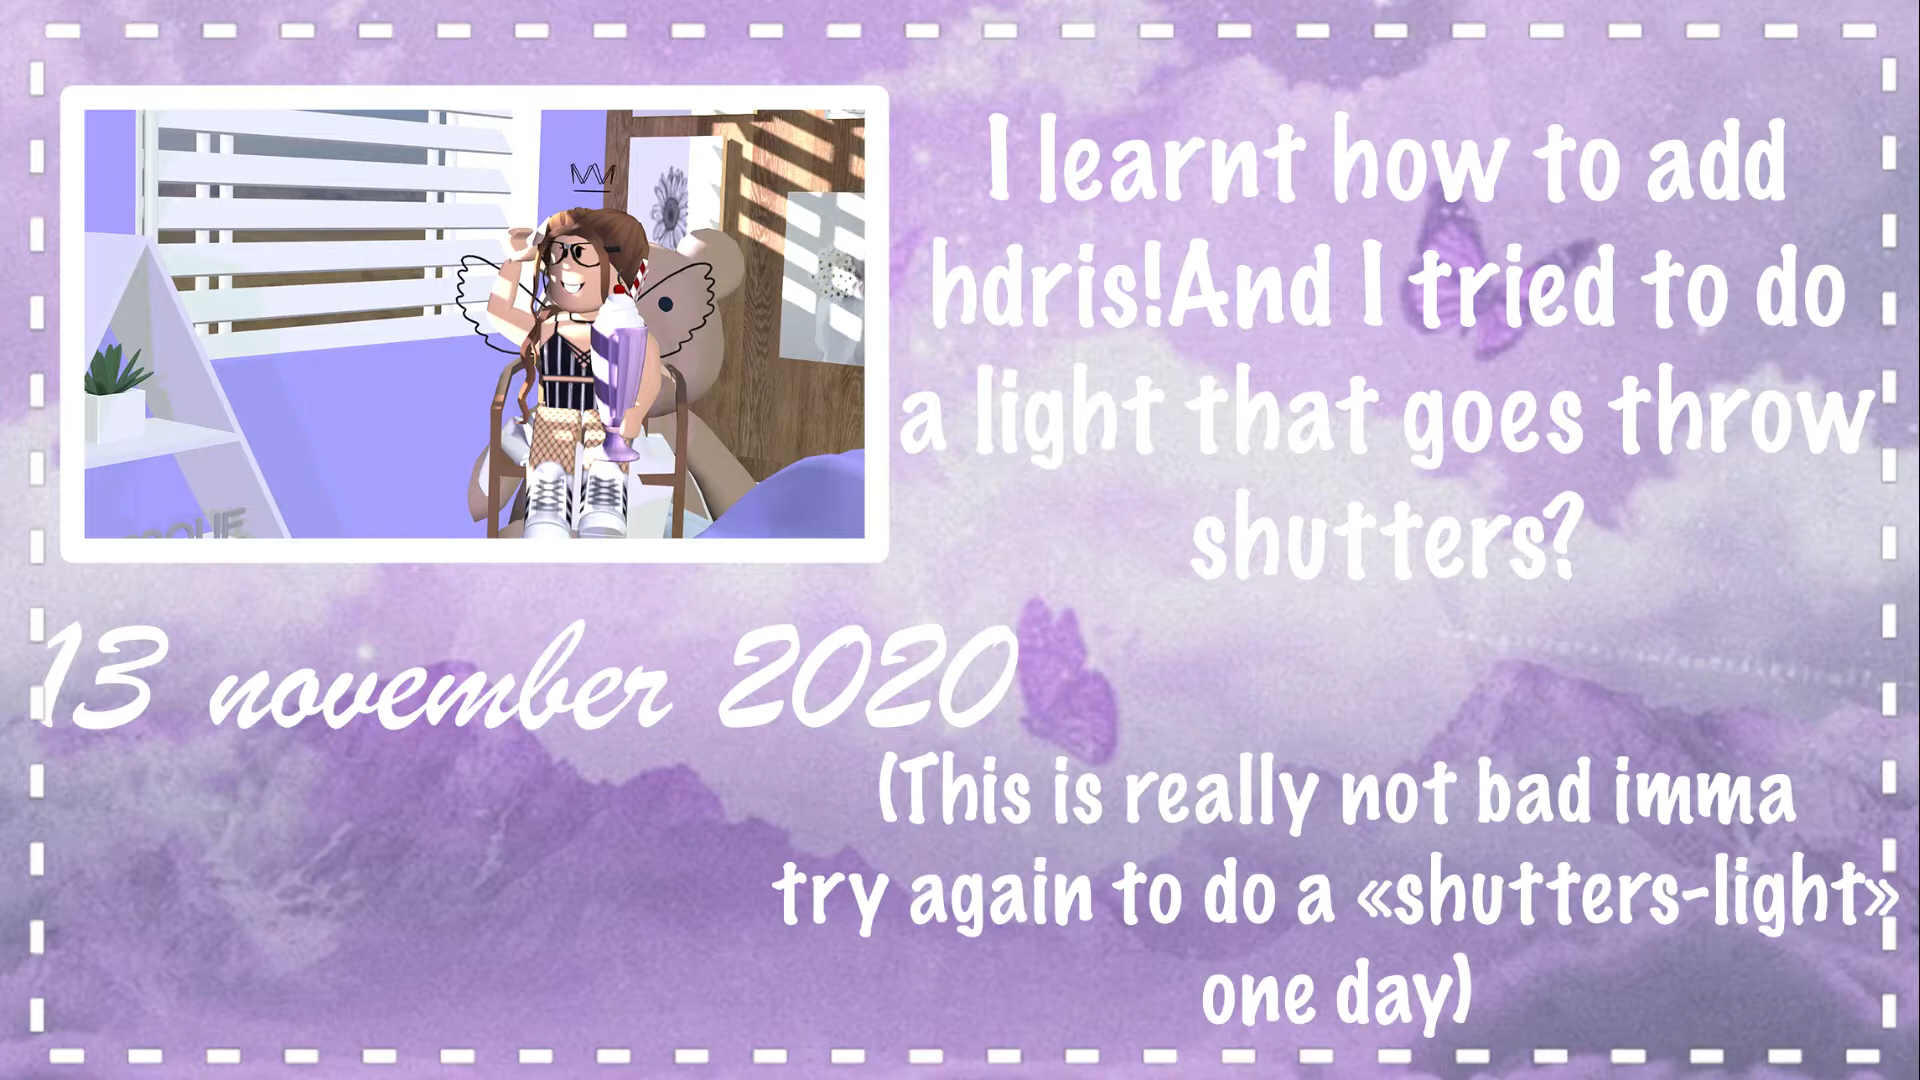 I learnt how to add
hdris!And I tried to do
a light that goes throw
shutters?
13 november 2020
(This is really not bad imma
try again to do a «shutters-light»
one day)